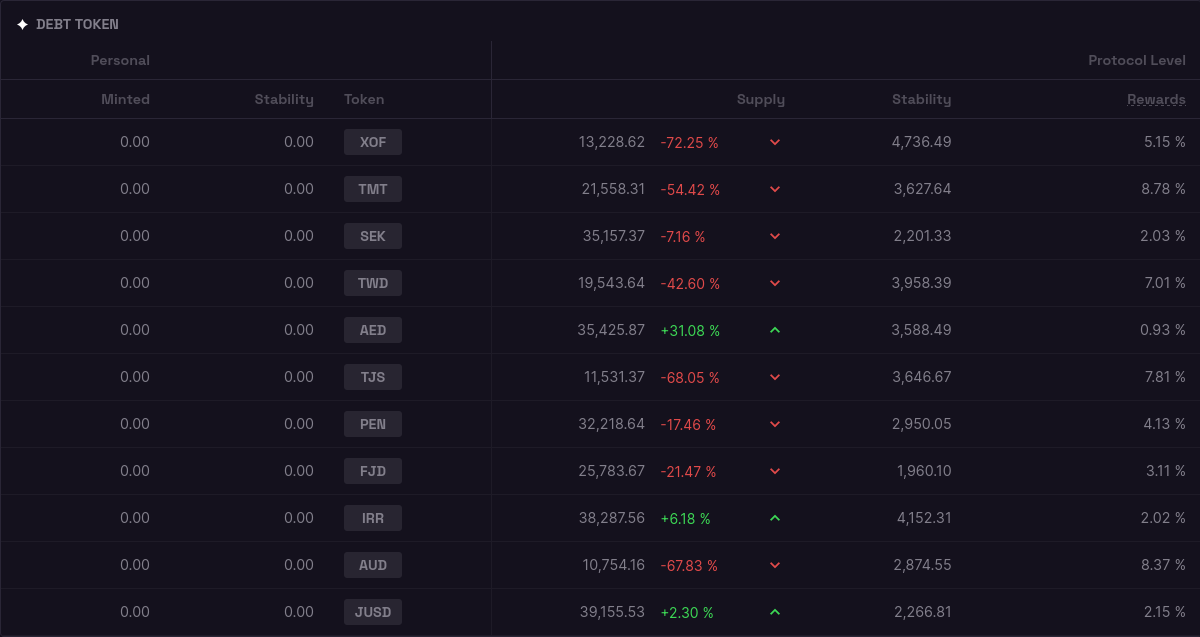 DEBT TOKEN
Personal Protocol Level
Minted Stability Token Supply Stability Rewards
0.00 0.00 XOF 13,228.62 -72.25 % 4,736.49 5.15 %
0.00 0.00 TMT 21,558.31 -54.42 % 3,627.64 8.78 %
0.00 0.00 SEK 35,157.37 -7.16 % 2,201.33 2.03 %
0.00 0.00 TWD 19,543.64 -42.60 % 3,958.39 7.01 %
0.00 0.00 AED 35,425.87 +31.08 % 3,588.49 0.93 %
0.00 0.00 TJS 11,531.37 -68.05 % 3,646.67 7.81 %
0.00 0.00 PEN 32,218.64 -17.46 % 2,950.05 4.13 %
0.00 0.00 FJD 25,783.67 -21.47 % 1,960.10 3.11 %
0.00 0.00 IRR 38,287.56 +6.18 % 4,152.31 2.02 %
0.00 0.00 AUD 10,754.16 -67.83 % 2,874.55 8.37 %
0.00 0.00 JUSD 39,155.53 +2.30 % 2,266.81 2.15 %